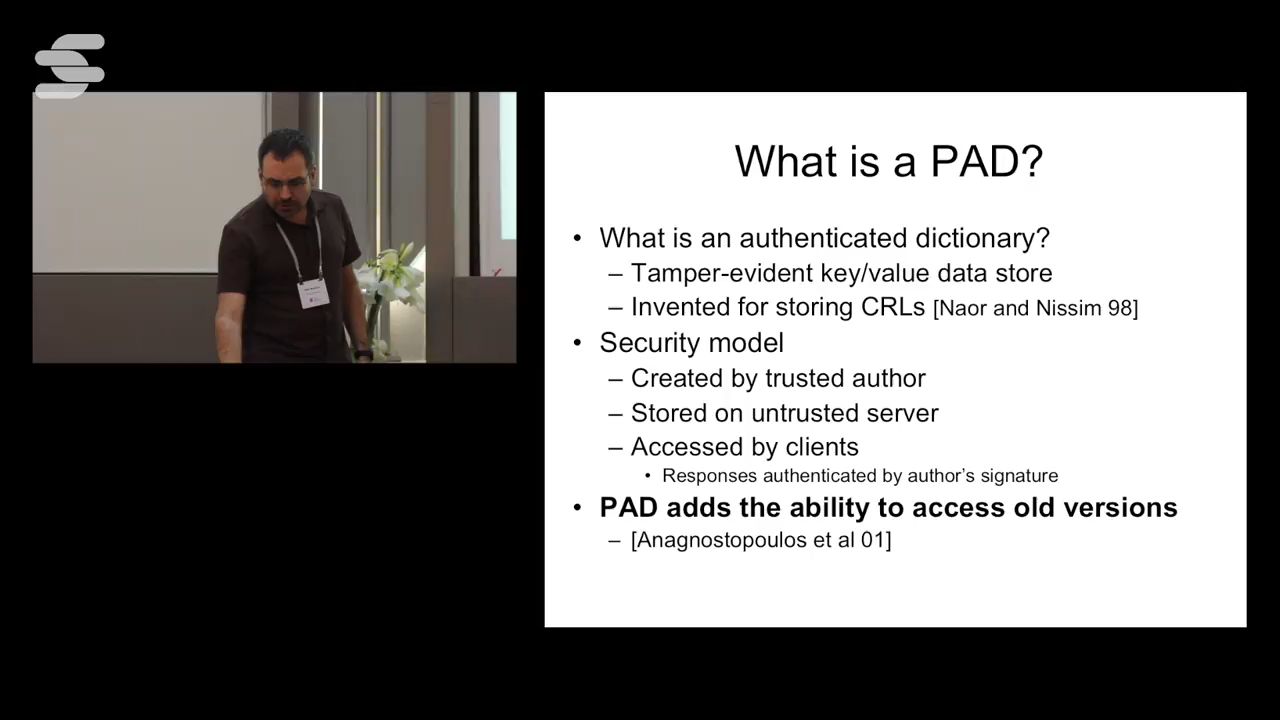 What is a PAD?
• What is an authenticated dictionary?
– Tamper-evident key/value data store
– Invented for storing CRLs [Naor and Nissim 98]
• Security model
– Created by trusted author
– Stored on untrusted server
– Accessed by clients
• Responses authenticated by author's signature
• PAD adds the ability to access old versions
– [Anagnostopoulos et al 01]